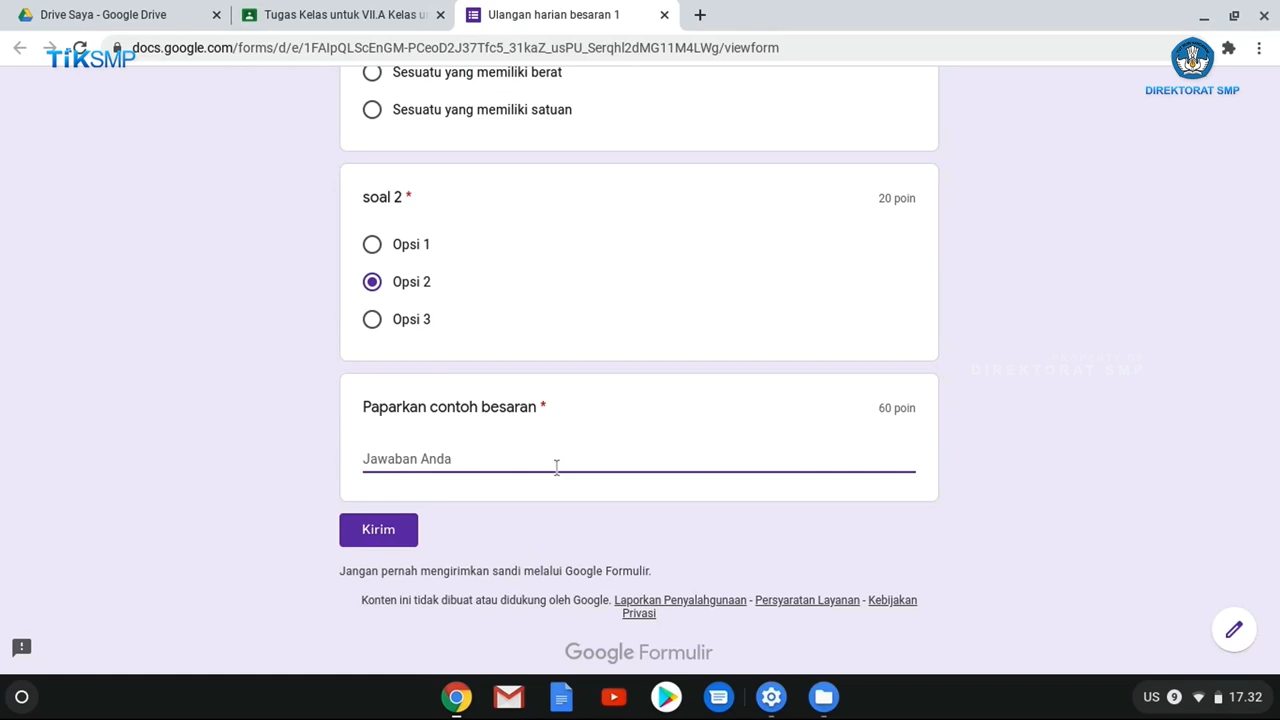 Drive Saya - Google Drive
Tugas Kelas untuk VII.A Kelas u
Ulangan harian besaran 1
docs.google.com/forms/d/e/1FAIpQLScEnGM-PCeoD2J37Tfc5_31kaZ_usPU_Serqhl2dMG11M4LWg/viewform
TikSMP
DIREKTORAT SMP
Sesuatu yang memiliki berat
Sesuatu yang memiliki satuan
soal 2 *
20 poin
Opsi 1
Opsi 2
Opsi 3
PROPERTY OF
DIREKTORAT SMP
Paparkan contoh besaran *
60 poin
Jawaban Anda
Kirim
Jangan pernah mengirimkan sandi melalui Google Formulir.
Konten ini tidak dibuat atau didukung oleh Google. Laporkan Penyalahgunaan - Persyaratan Layanan - Kebijakan
Privasi
Google Formulir
US 9 17.32